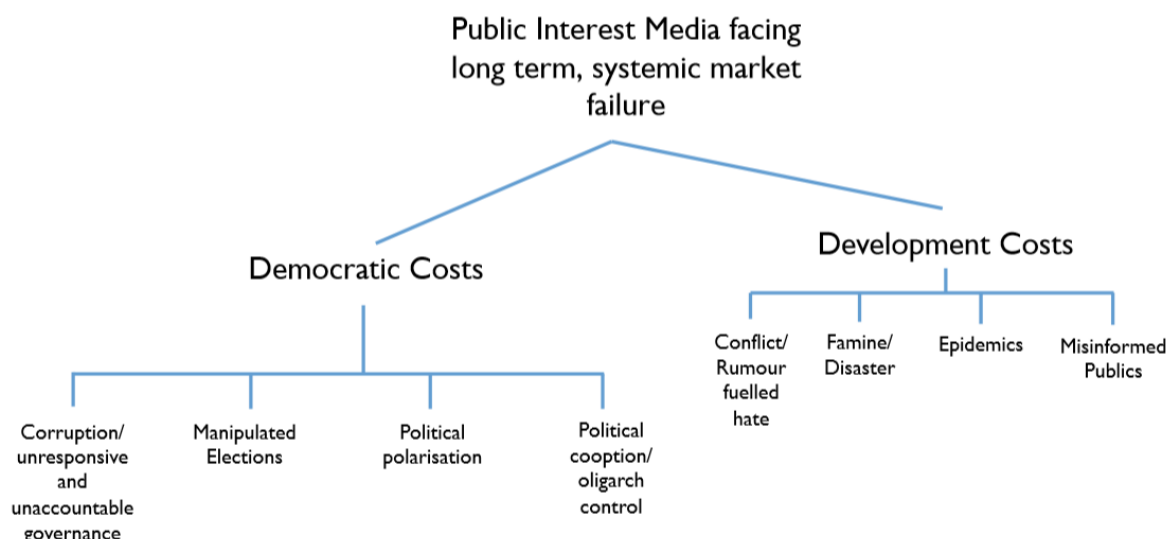 Public Interest Media facing
long term, systemic market
failure
Democratic Costs
Development Costs
Conflict/
Rumour
fuelled
hate
Famine/
Disaster
Epidemics
Misinformed
Publics
Corruption/
unresponsive
and
unaccountable
governance
Manipulated
Elections
Political
polarisation
Political
cooption/
oligarch
control